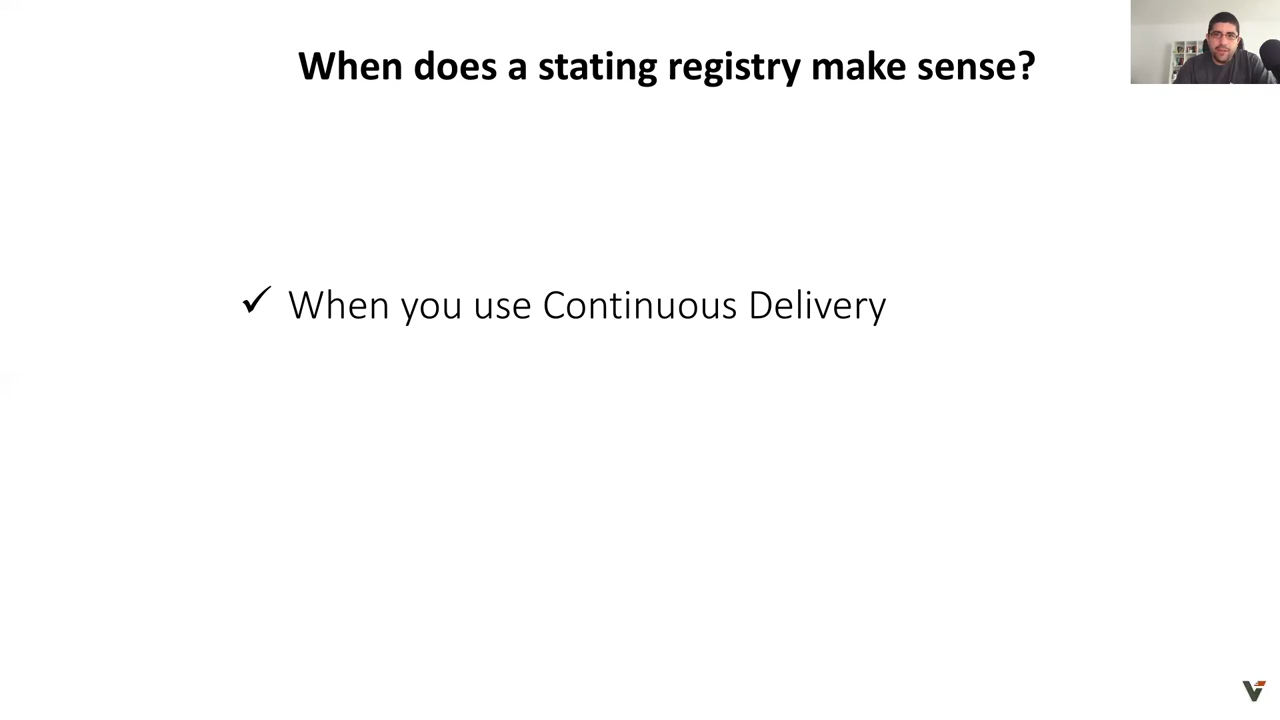 When does a stating registry make sense?
✓ When you use Continuous Delivery